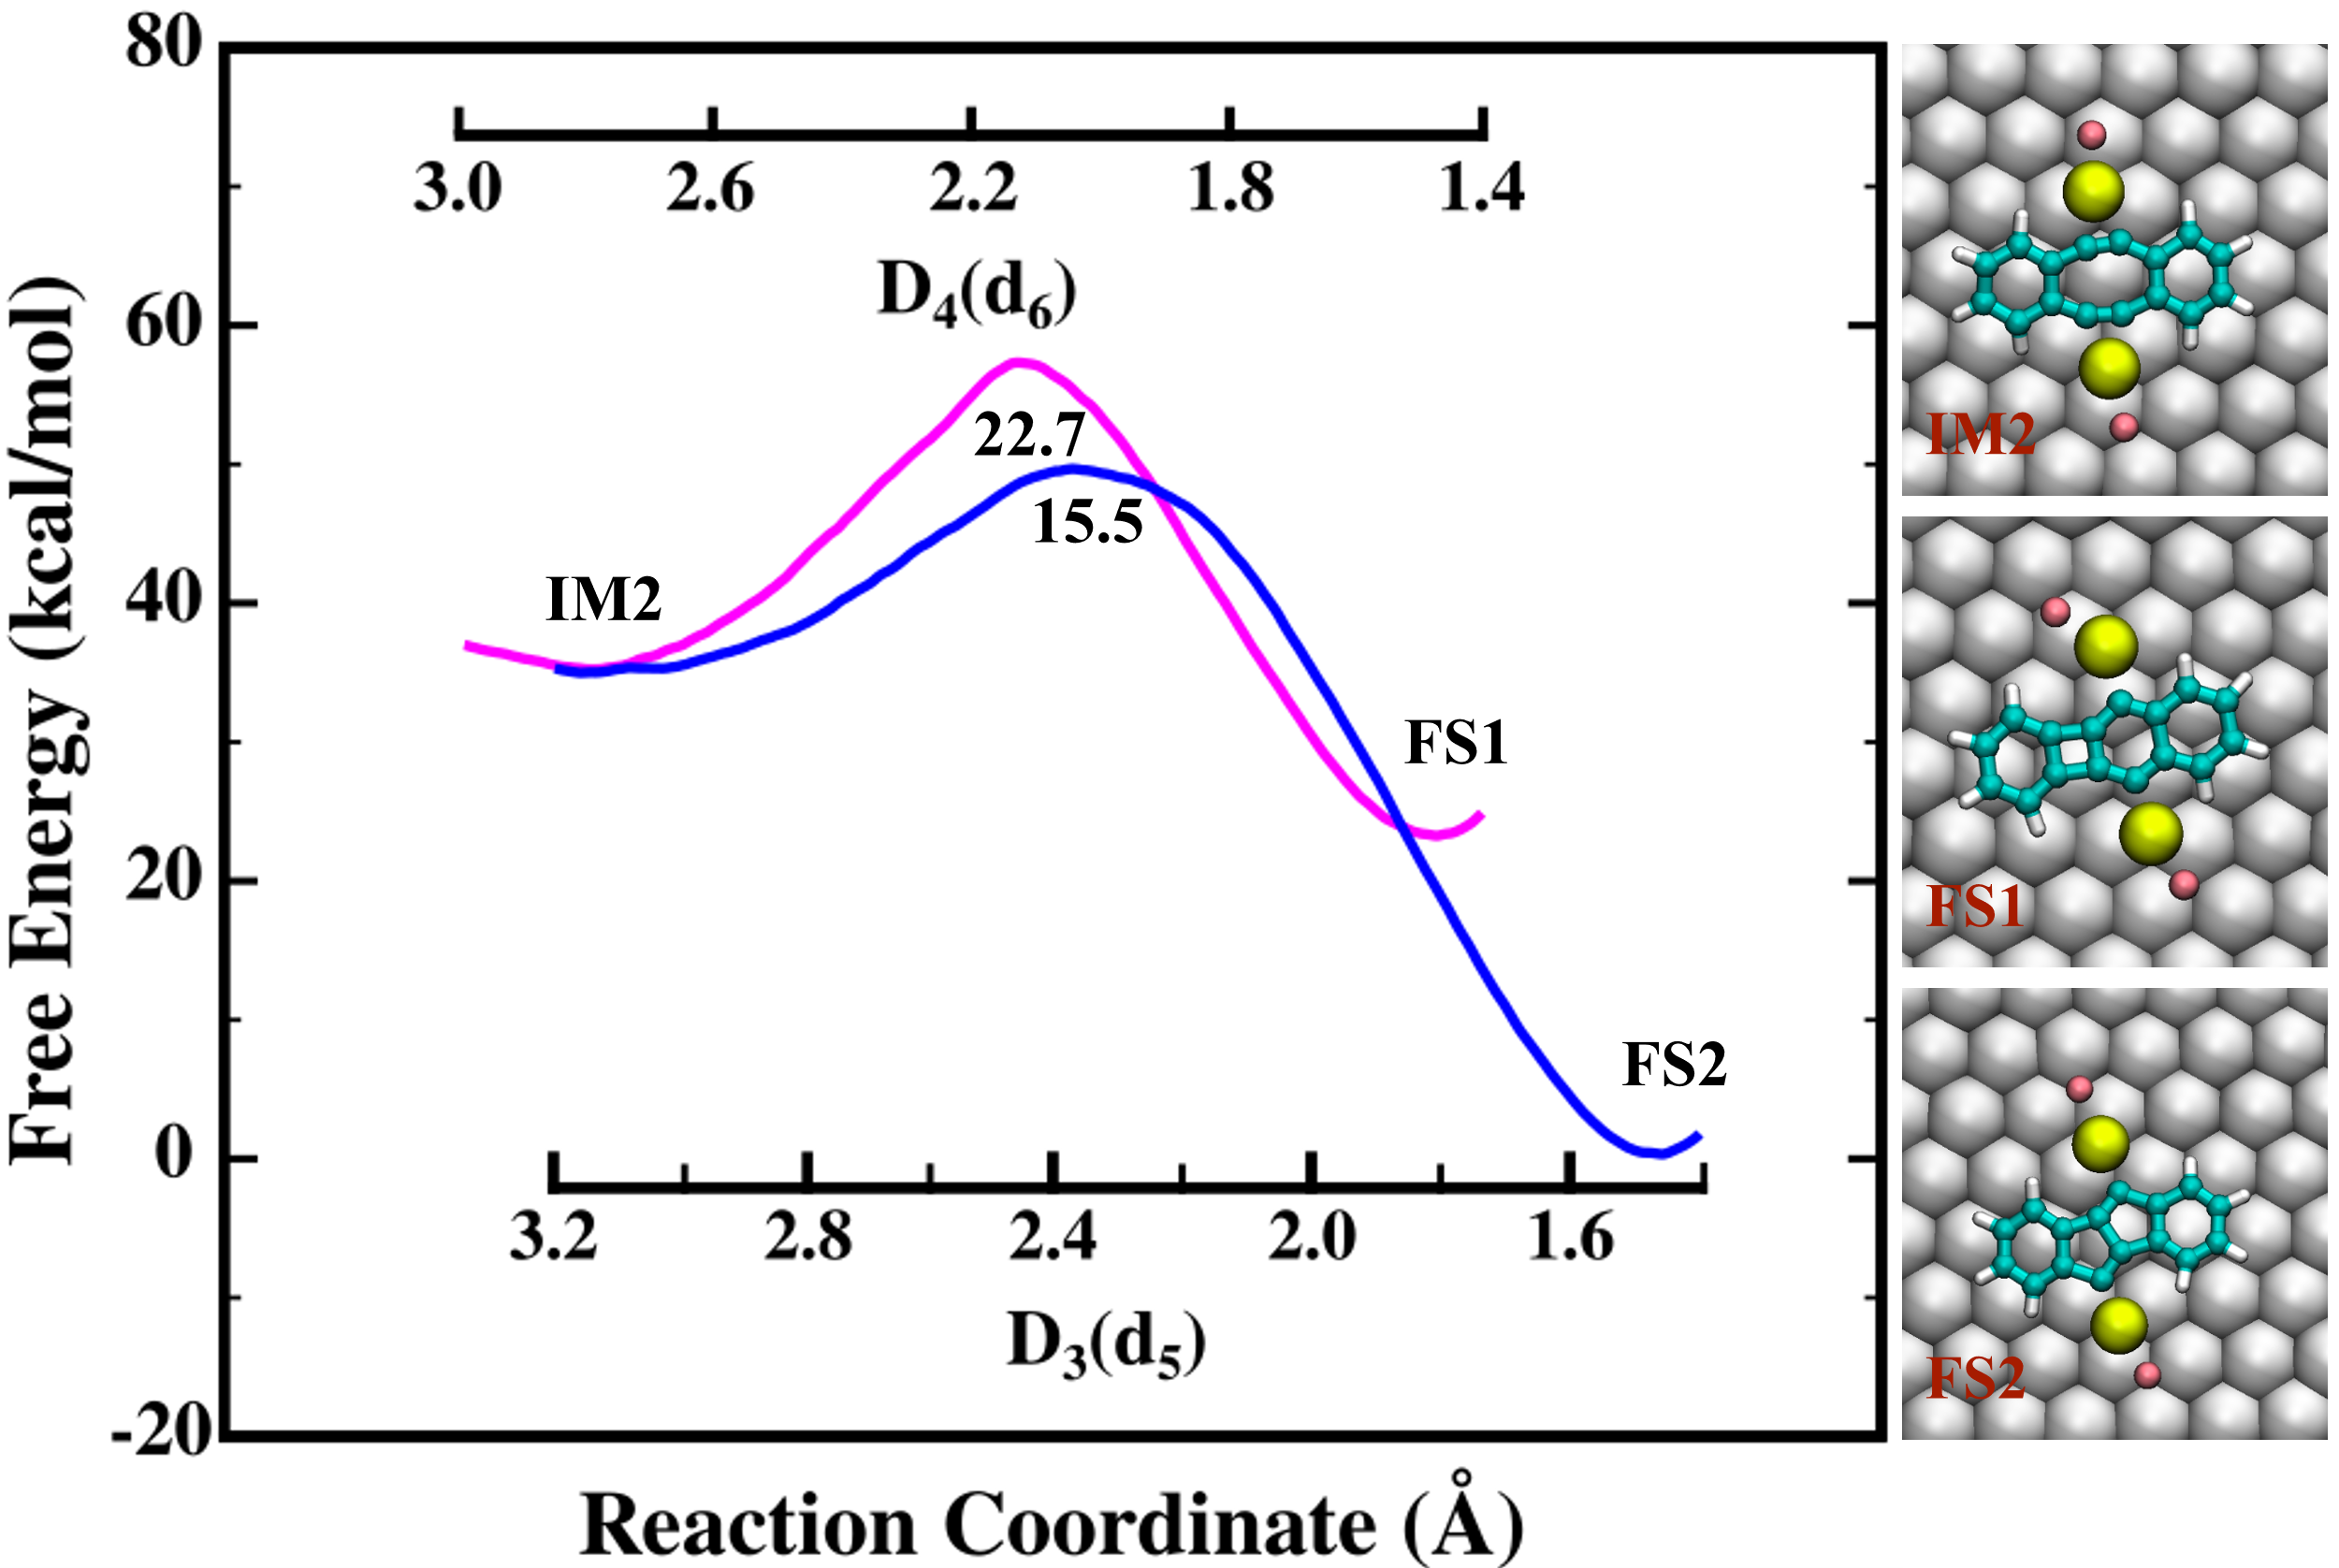 80
60
40
20
0
-20
Free Energy (kcal/mol)
3.0 2.6 2.2 1.8 1.4
D₄(d₆)
22.7
15.5
IM2
FS1
FS2
3.2 2.8 2.4 2.0 1.6
D₃(d₅)
Reaction Coordinate (Å)
IM2
FS1
FS2